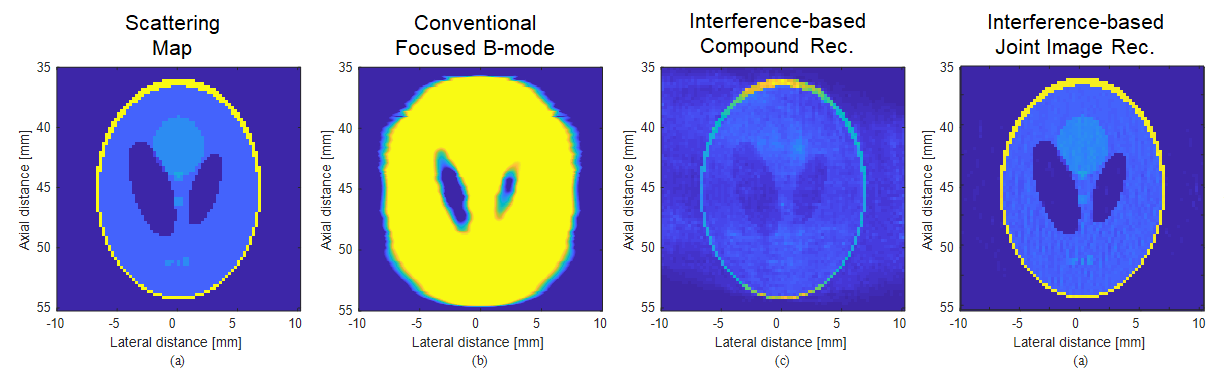 Scattering
Map
Conventional
Focused B-mode
Interference-based
Compound Rec.
Interference-based
Joint Image Rec.
35
40
45
50
55
Axial distance [mm]
-10 -5 0 5 10
Lateral distance [mm]
(a)
35
40
45
50
55
Axial distance [mm]
-10 -5 0 5 10
Lateral distance [mm]
(b)
35
40
45
50
55
Axial distance [mm]
-10 -5 0 5 10
Lateral distance [mm]
(c)
35
40
45
50
55
Axial distance [mm]
-10 -5 0 5 10
Lateral distance [mm]
(a)